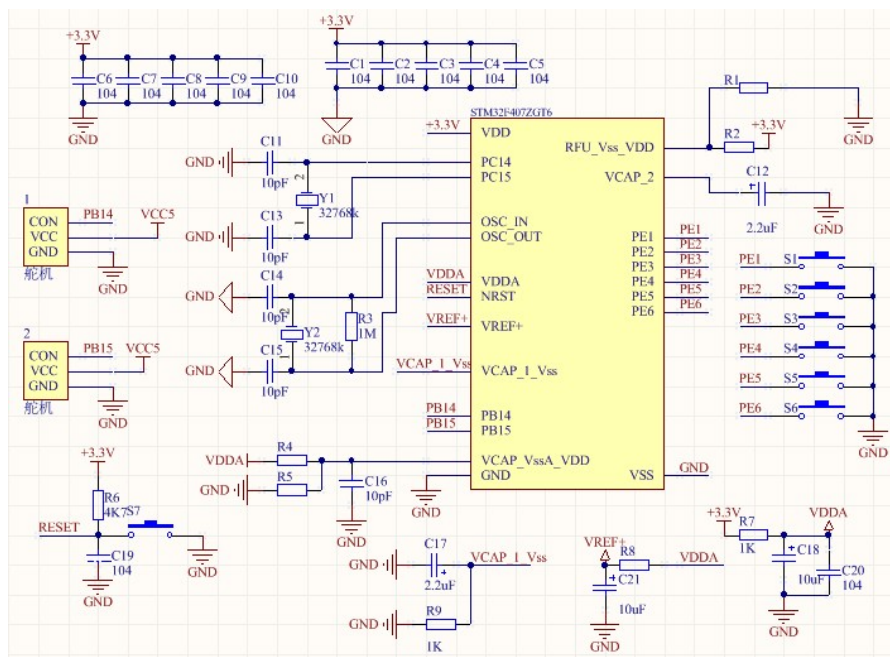 +3.3V
C6
104
C7
104
C8
104
C9
104
C10
104
GND
+3.3V
C1
104
C2
104
C3
104
C4
104
C5
104
GND
STM32F407ZGT6
+3.3V
VDD
PC14
PC15
OSC_IN
OSC_OUT
VDDA
VDDA
RESET
NRST
VREF+
VREF+
VCAP_1_Vss
VCAP_1_Vss
PB14
PB14
PB15
PB15
VCAP_VssA_VDD
GND
GND
RFU_Vss_VDD
VCAP_2
PE1
PE2
PE3
PE4
PE5
PE6
VSS
GND
PE1
PE2
PE3
PE4
PE5
PE6
R1
GND
R2
+3.3V
C12
+
2.2uF
GND
GND
C11
10pF
2
Y1
32768k
1
GND
C13
10pF
GND
C14
10pF
2
Y2
32768k
1
R3
1M
GND
C15
10pF
1
CON
VCC
GND
舵机
PB14
VCC5
GND
2
CON
VCC
GND
舵机
PB15
VCC5
GND
PE1
S1
PE2
S2
PE3
S3
PE4
S4
PE5
S5
PE6
S6
GND
VDDA
R4
GND
R5
C16
10pF
GND
+3.3V
R6
4K7
S7
RESET
C19
104
GND
GND
GND
C17
+
2.2uF
VCAP_1_Vss
GND
R9
1K
VREF+
R8
VDDA
+
C21
10uF
GND
+3.3V
R7
1K
VDDA
+
C18
10uF
C20
104
GND